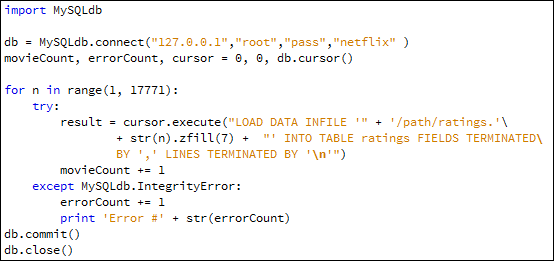 import MySQLdb
db = MySQLdb.connect("127.0.0.1","root","pass","netflix" )
movieCount, errorCount, cursor = 0, 0, db.cursor()
for n in range(1, 17771):
    try:
        result = cursor.execute("LOAD DATA INFILE '" + '/path/ratings.'\
               + str(n).zfill(7) +  "' INTO TABLE ratings FIELDS TERMINATED\
               BY ',' LINES TERMINATED BY '\n'")
        movieCount += 1
    except MySQLdb.IntegrityError:
        errorCount += 1
        print 'Error #' + str(errorCount)
db.commit()
db.close()